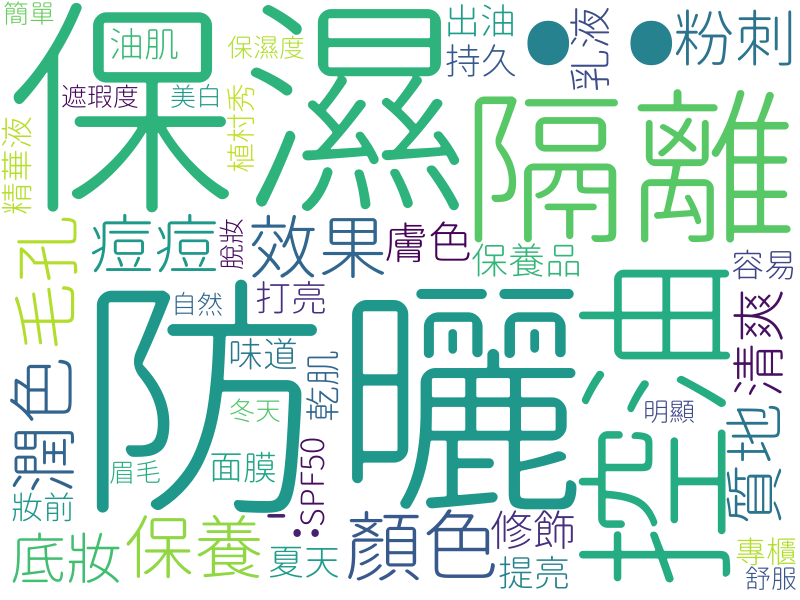 簡單
油肌
保濕度
出油
持久
乳液
粉刺
遮瑕度
美白
植村秀
保濕
隔離
精華液
毛孔
痘痘
脫妝
效果
膚色
保養品
容易
自然
打亮
清爽
防曬
控油
味道
乾肌
潤色
冬天
明顯
質地
眉毛
面膜
SPF50
妝前
底妝
保養
夏天
顏色
修飾
提亮
專櫃
舒服